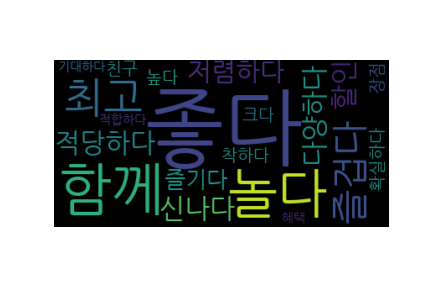 기대하다 친구 높다 저렴하다 할인 장점
최고 좋다 크다 다양하다
적합하다
적당하다 착하다 즐겁다 확실하다
함께 즐기다 놀다
신나다 혜택